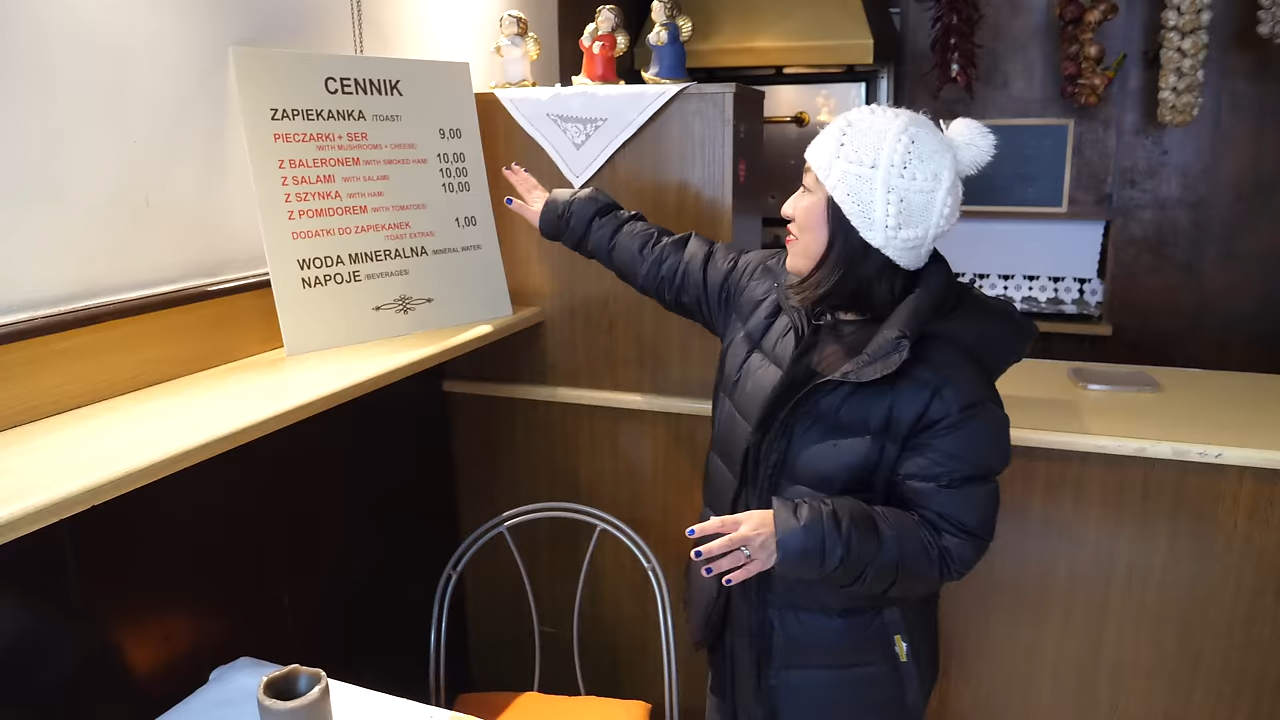 CENNIK
ZAPIEKANKA /TOAST/
PIECZARKI + SER 9,00
/WITH MUSHROOMS + CHEESE/
Z BALERONEM /WITH SMOKED HAM/ 10,00
Z SALAMI /WITH SALAMI/ 10,00
Z SZYNKĄ /WITH HAM/ 10,00
Z POMIDOREM /WITH TOMATOES/
DODATKI DO ZAPIEKANEK 1,00
/TOAST EXTRAS/
WODA MINERALNA /MINERAL WATER/
NAPOJE /BEVERAGES/